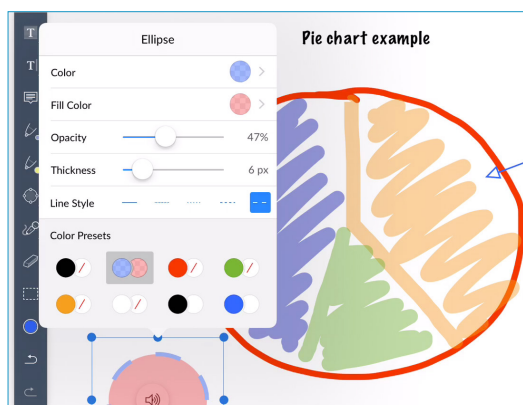 T
T|
Ellipse
Pie chart example
Color
Fill Color
Opacity 47%
Thickness 6 px
Line Style
Color Presets